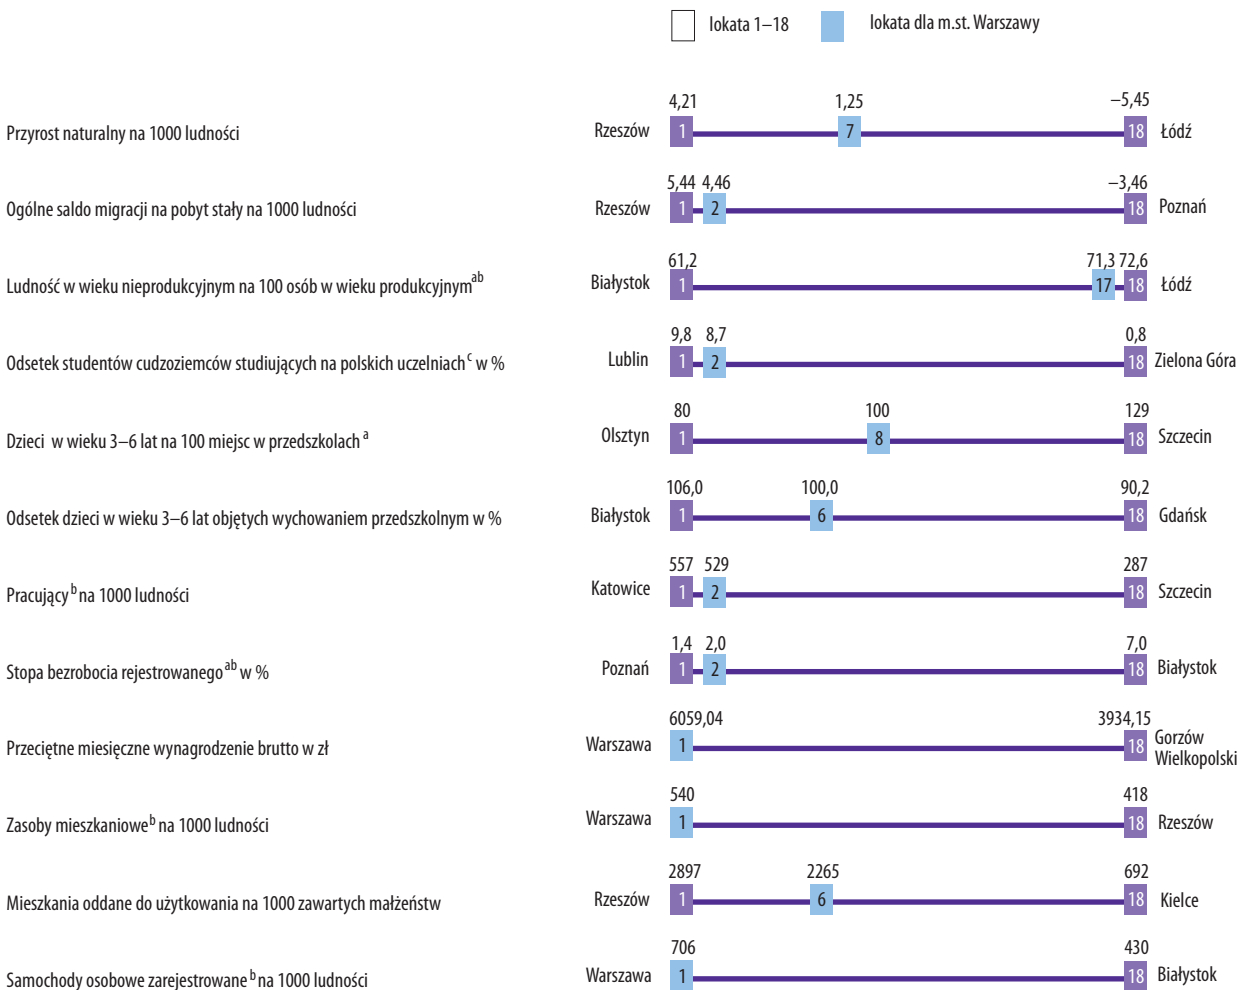 lokata 1–18 lokata dla m.st. Warszawy
4,21 1,25 –5,45
Przyrost naturalny na 1000 ludności Rzeszów 1 7 18 Łódź
5,44 4,46 –3,46
Ogólne saldo migracji na pobyt stały na 1000 ludności Rzeszów 1 2 18 Poznań
61,2 71,3 72,6
Ludność w wieku nieprodukcyjnym na 100 osób w wieku produkcyjnym ab Białystok 1 17 18 Łódź
9,8 8,7 0,8
Odsetek studentów cudzoziemców studiujących na polskich uczelniach c w % Lublin 1 2 18 Zielona Góra
80 100 129
Dzieci w wieku 3–6 lat na 100 miejsc w przedszkolach a Olsztyn 1 8 18 Szczecin
106,0 100,0 90,2
Odsetek dzieci w wieku 3–6 lat objętych wychowaniem przedszkolnym w % Białystok 1 6 18 Gdańsk
557 529 287
Pracujący b na 1000 ludności Katowice 1 2 18 Szczecin
1,4 2,0 7,0
Stopa bezrobocia rejestrowanego ab w % Poznań 1 2 18 Białystok
6059,04 3934,15
Przeciętne miesięczne wynagrodzenie brutto w zł Warszawa 1 18 Gorzów
Wielkopolski
540 418
Zasoby mieszkaniowe b na 1000 ludności Warszawa 1 18 Rzeszów
2897 2265 692
Mieszkania oddane do użytkowania na 1000 zawartych małżeństw Rzeszów 1 6 18 Kielce
706 430
Samochody osobowe zarejestrowane b na 1000 ludności Warszawa 1 18 Białystok